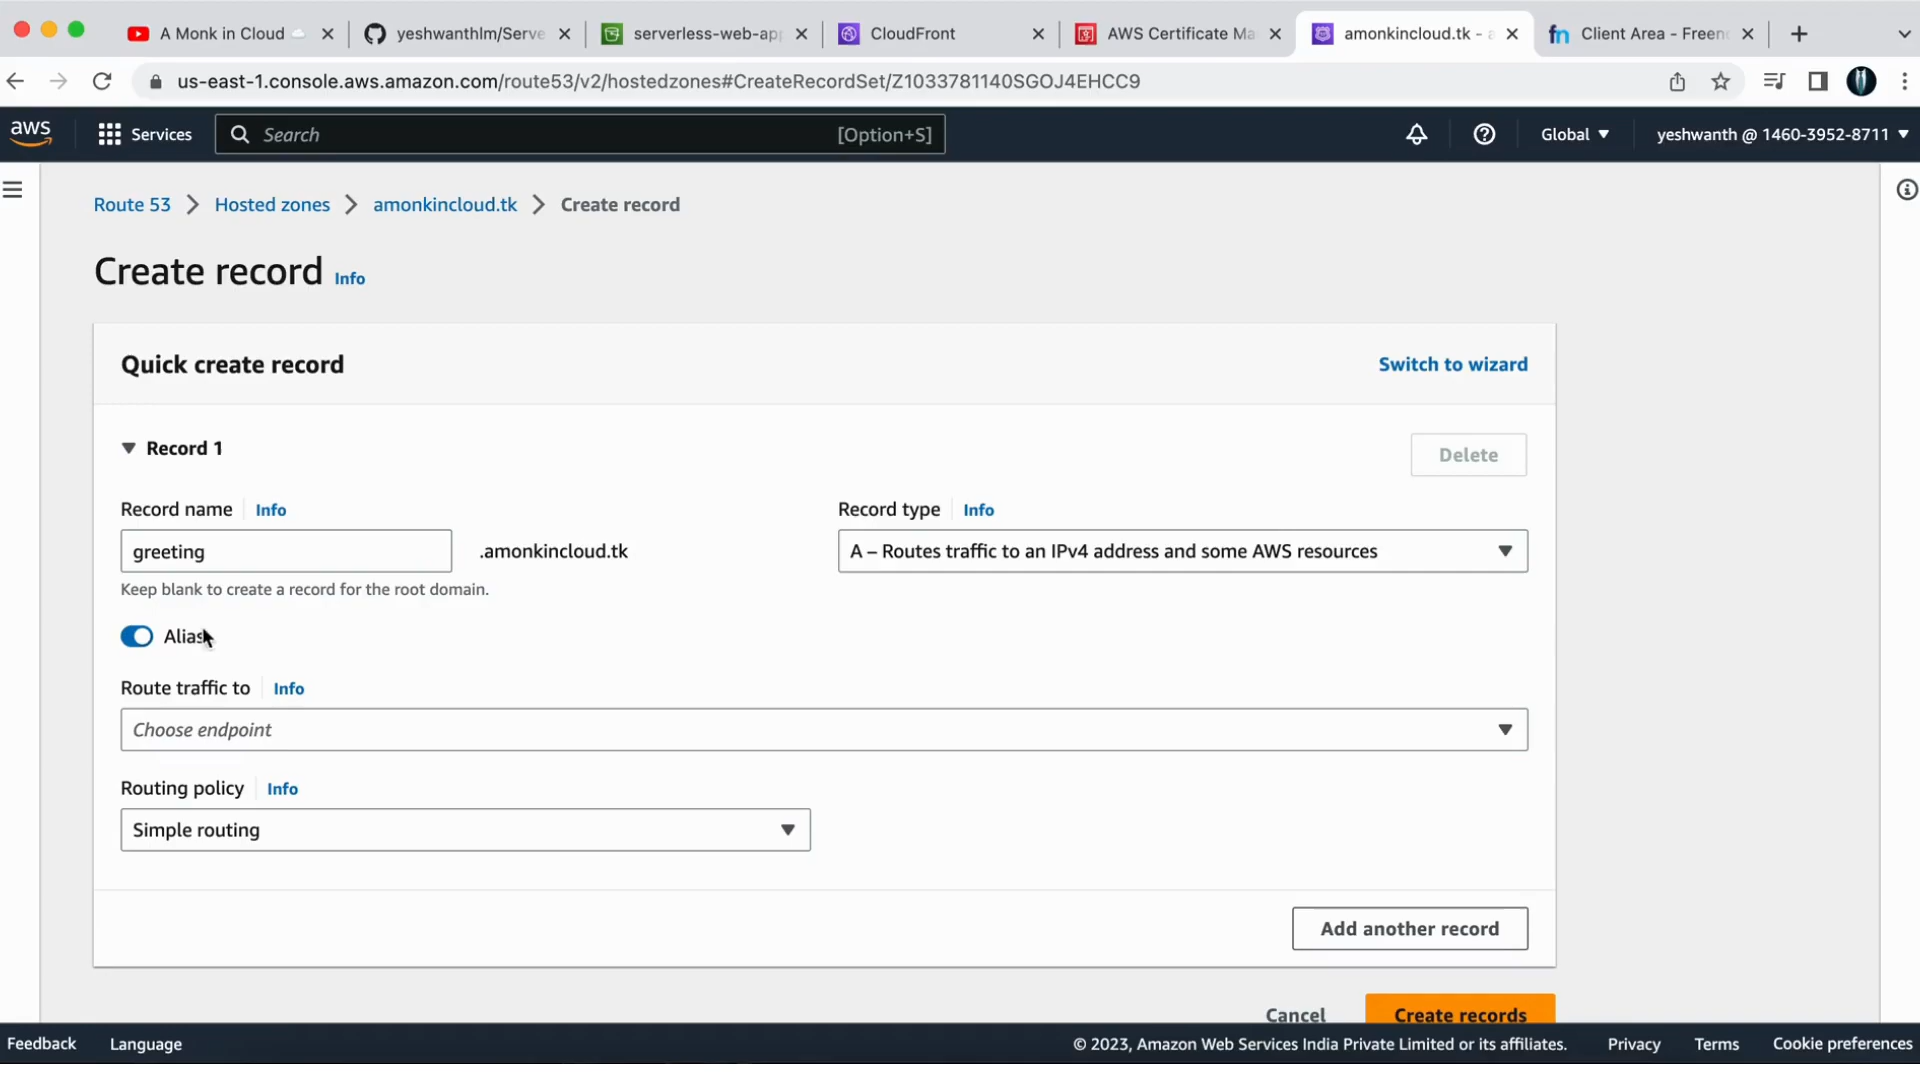 A Monk in Cloud
yeshwanthlm/Serve
serverless-web-app
CloudFront
AWS Certificate Ma
amonkincloud.tk - a
fn
Client Area - Freen
us-east-1.console.aws.amazon.com/route53/v2/hostedzones#CreateRecordSet/Z1033781140SGOJ4EHCC9
aws
Services
Search
[Option+S]
Global
yeshwanth @ 1460-3952-8711
Route 53
Hosted zones
amonkincloud.tk
Create record
Create record Info
Quick create record
Switch to wizard
Record 1
Delete
Record name Info
Record type Info
greeting
.amonkincloud.tk
A – Routes traffic to an IPv4 address and some AWS resources
Keep blank to create a record for the root domain.
Alias
Route traffic to Info
Choose endpoint
Routing policy Info
Simple routing
Add another record
Cancel
Create records
Feedback
Language
© 2023, Amazon Web Services India Private Limited or its affiliates.
Privacy
Terms
Cookie preferences